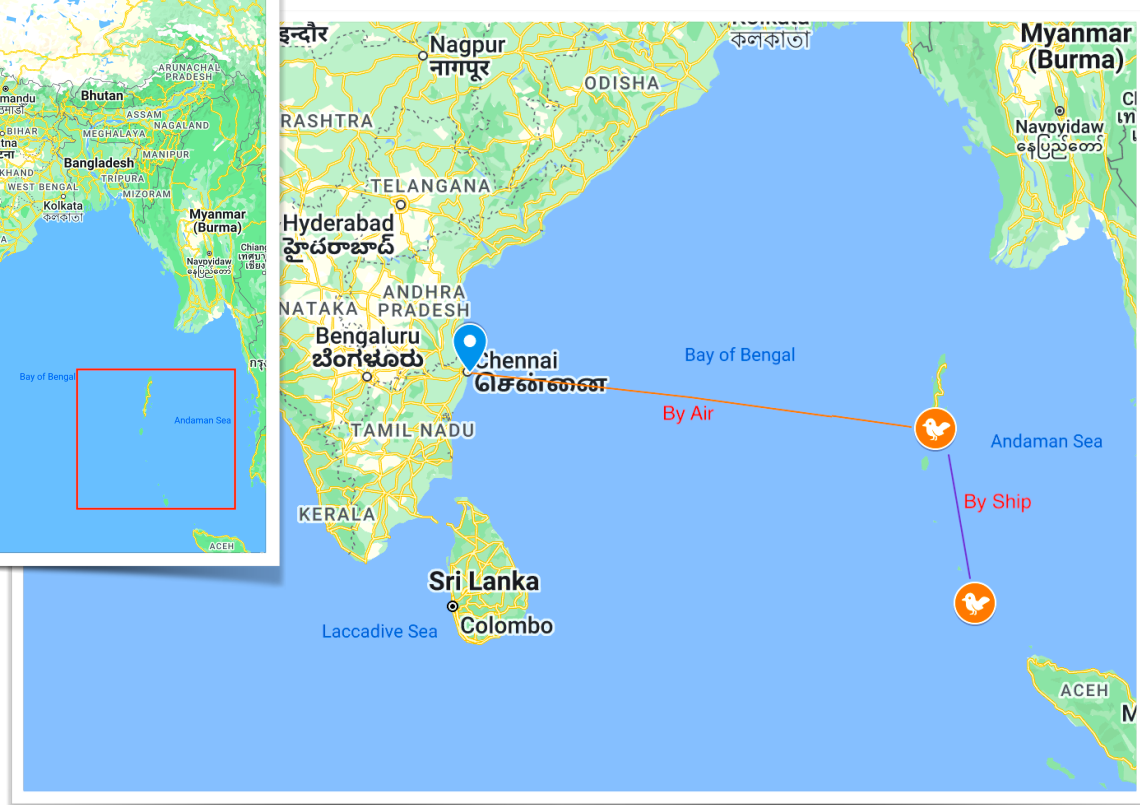 ARUNACHAL
PRADESH
Bhutan
ASSAM
NAGALAND
BIHAR
MEGHALAYA
MANIPUR
Bangladesh
TRIPURA
WEST BENGAL
MIZORAM
Kolkata
কলকাতা
Myanmar
(Burma)
Naypyidaw
နေပြည်တော်
Bay of Bengal
Andaman Sea
ACEH
इन्दौर
Nagpur
नागपूर
ODISHA
Kolkata
কলকাতা
Myanmar
(Burma)
Naypyidaw
နေပြည်တော်
TELANGANA
Hyderabad
హైదరాబాద్
ANDHRA
PRADESH
Bengaluru
ಬೆಂಗಳೂರು
Chennai
சென்னை
Bay of Bengal
By Air
TAMIL NADU
Andaman Sea
By Ship
KERALA
Sri Lanka
Colombo
Laccadive Sea
ACEH